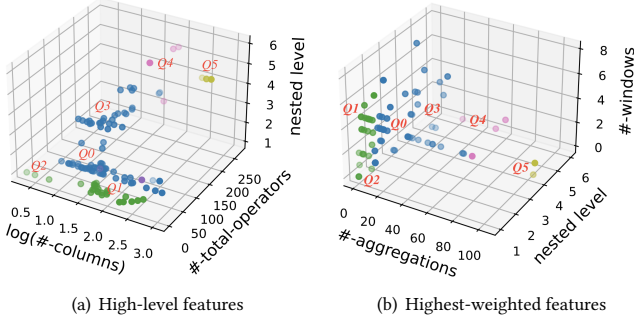 Q4
Q5
Q3
Q0
Q2
Q1
6
5
4
3
2
1
nested level
0.5
1.0
1.5
2.0
2.5
3.0
log(#-columns)
0
50
100
150
200
250
#-total-operators
(a) High-level features
Q1
Q3
Q0
Q4
Q5
Q2
8
6
4
2
0
#-windows
0
20
40
60
80
100
#-aggregations
1
2
3
4
5
6
nested level
(b) Highest-weighted features